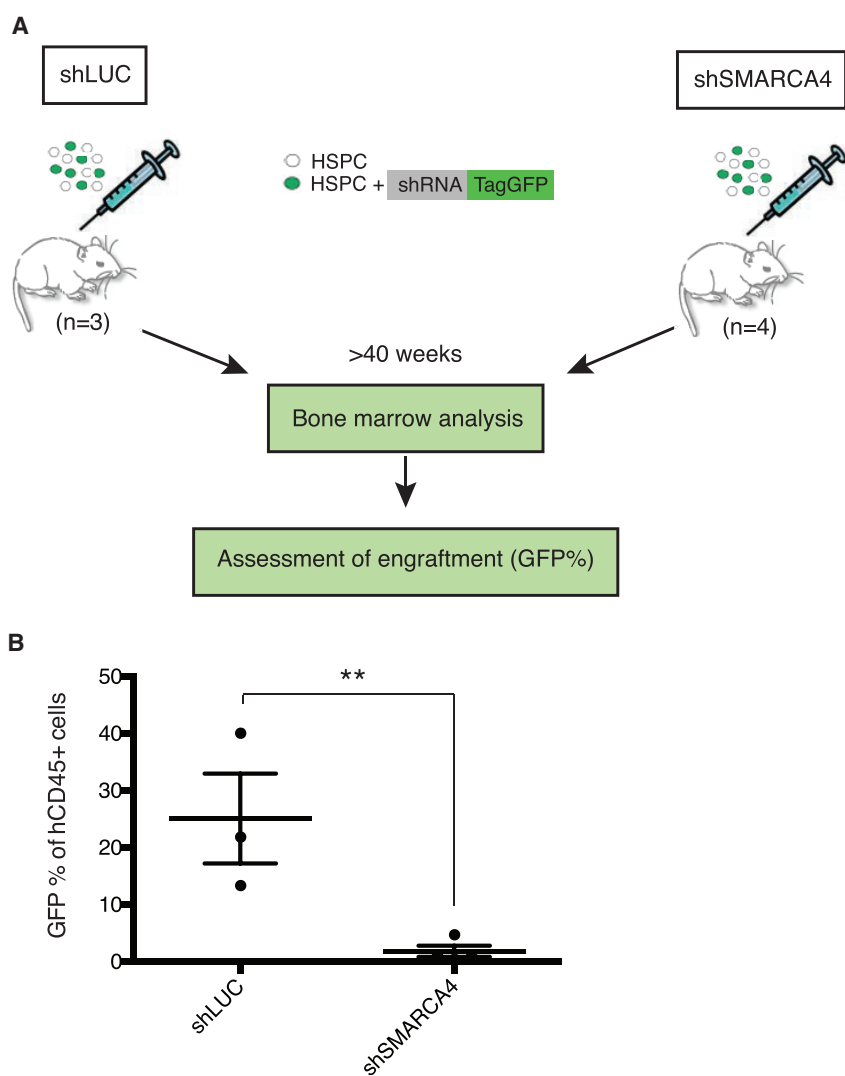 A
shLUC
shSMARCA4
HSPC
HSPC + shRNA TagGFP
(n=3)
(n=4)
>40 weeks
Bone marrow analysis
Assessment of engraftment (GFP%)
B
**
GFP % of hCD45+ cells
50
40
30
20
10
0
shLUC
shSMARCA4